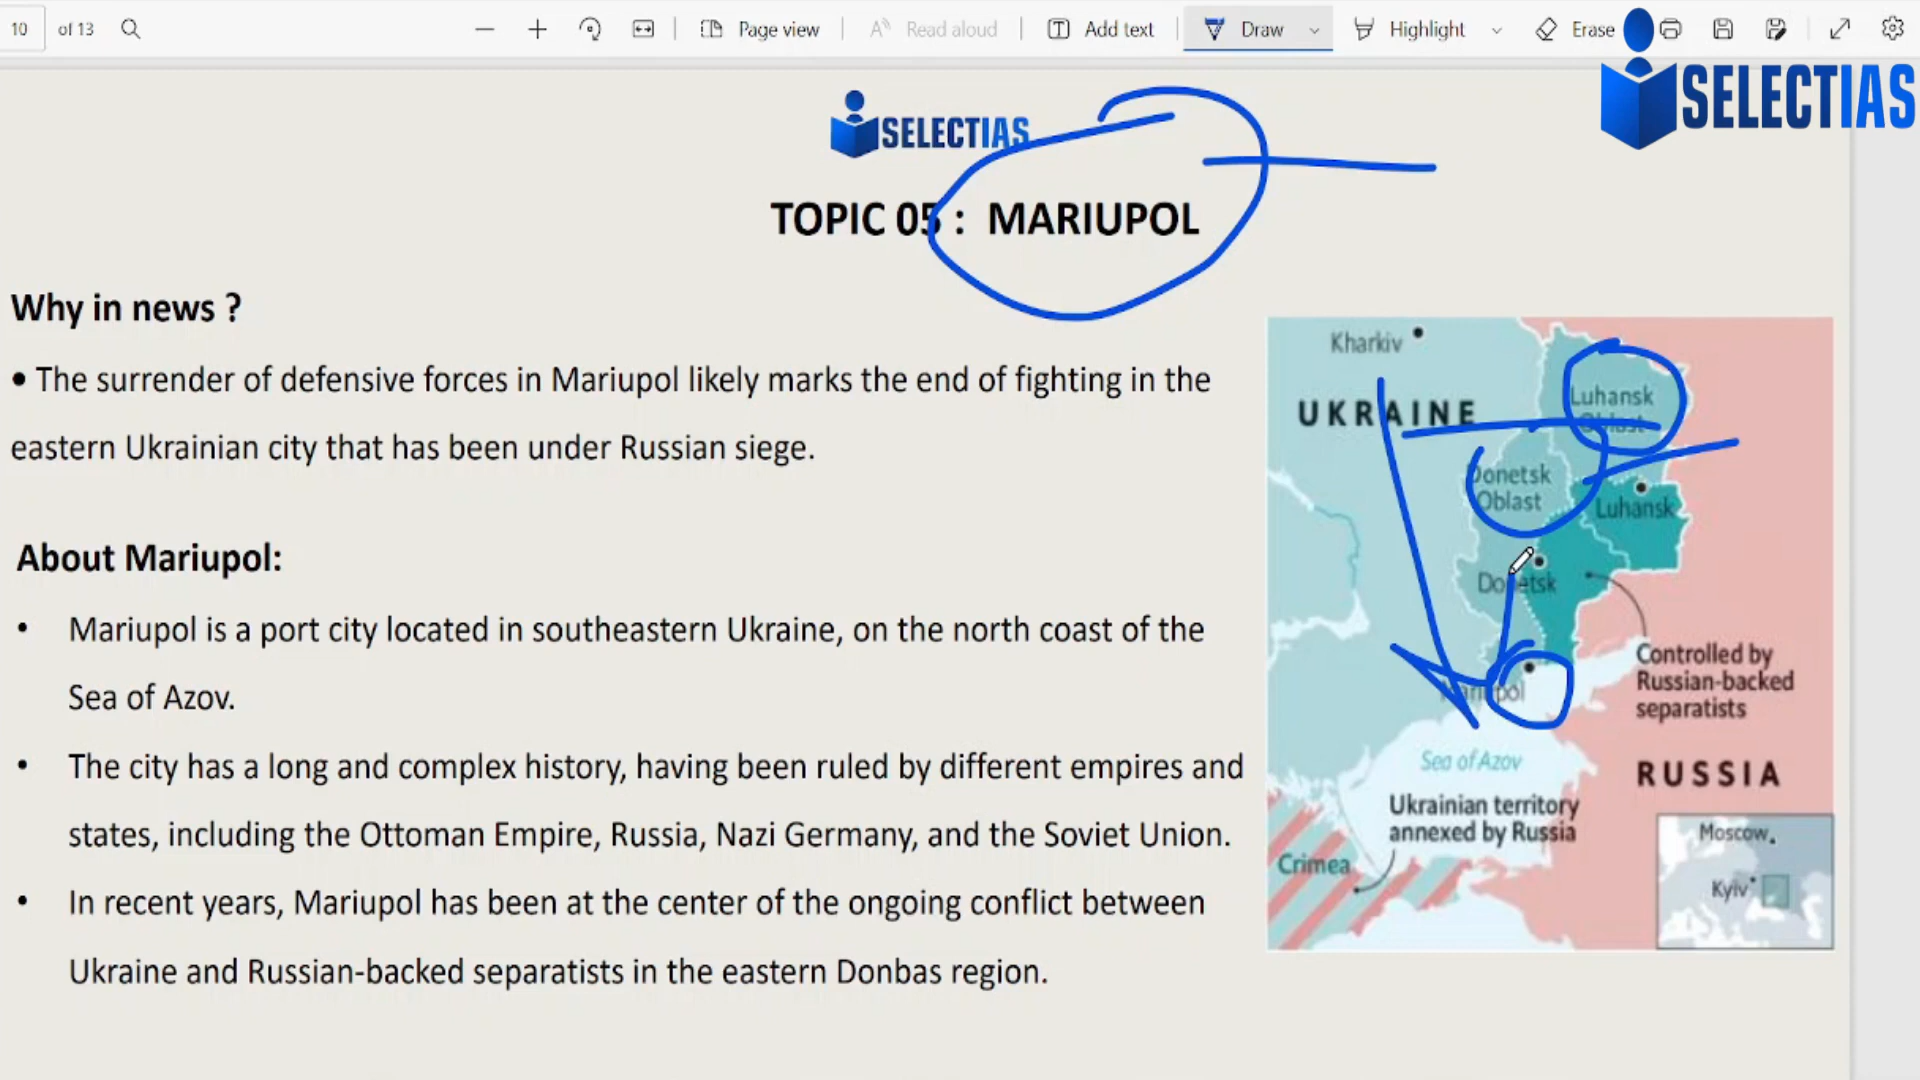 10 of 13 Page view Read aloud Add text Draw Highlight Erase
SELECTIAS
SELECTIAS
TOPIC 05 : MARIUPOL
Why in news ?
• The surrender of defensive forces in Mariupol likely marks the end of fighting in the
eastern Ukrainian city that has been under Russian siege.
About Mariupol:
• Mariupol is a port city located in southeastern Ukraine, on the north coast of the
Sea of Azov.
• The city has a long and complex history, having been ruled by different empires and
states, including the Ottoman Empire, Russia, Nazi Germany, and the Soviet Union.
• In recent years, Mariupol has been at the center of the ongoing conflict between
Ukraine and Russian-backed separatists in the eastern Donbas region.
Kharkiv
UKRAINE
Luhansk
Oblast
Donetsk
Oblast
Luhansk
Donetsk
Controlled by
Russian-backed
separatists
Mariupol
Sea of Azov
RUSSIA
Ukrainian territory
annexed by Russia
Crimea
Moscow
Kyiv